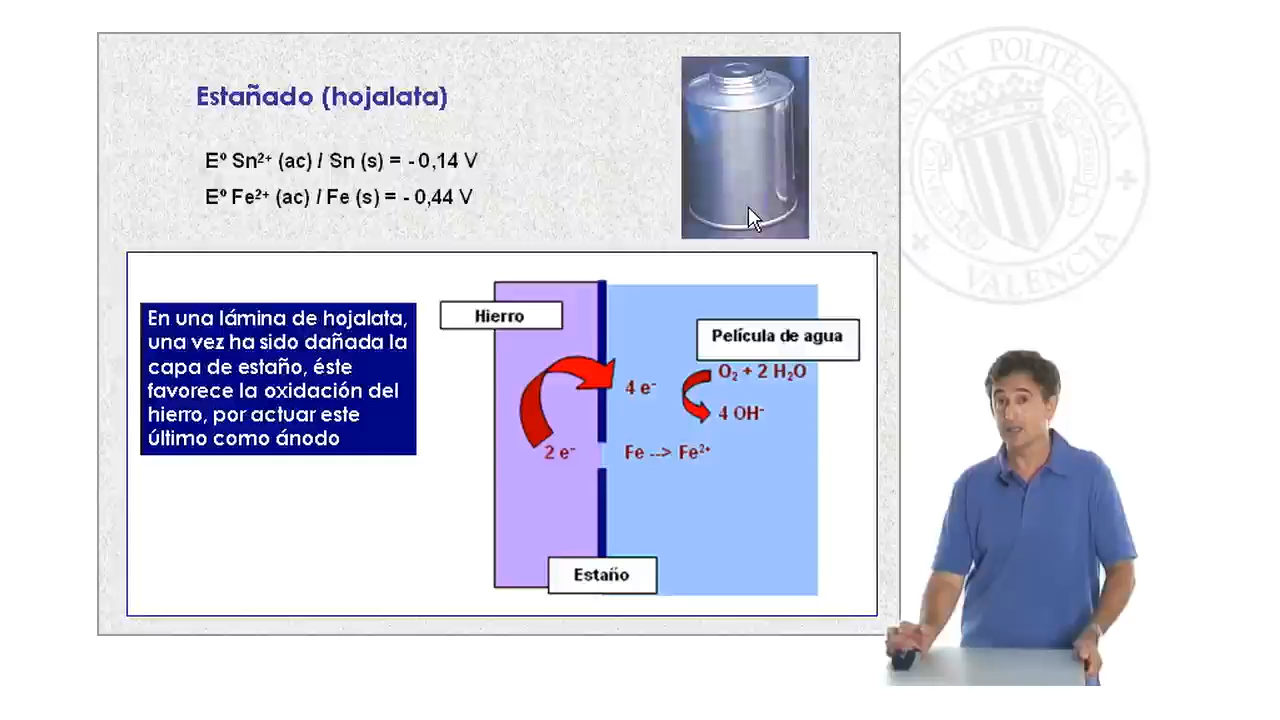 Estañado (hojalata)
Eº Sn²⁺ (ac) / Sn (s) = - 0,14 V
Eº Fe²⁺ (ac) / Fe (s) = - 0,44 V
En una lámina de hojalata,
una vez ha sido dañada la
capa de estaño, éste
favorece la oxidación del
hierro, por actuar este
último como ánodo
Hierro
Película de agua
O₂ + 2 H₂O
4 e⁻
4 OH⁻
2 e⁻
Fe --> Fe²⁺
Estaño
POLITÈCNICA
VALÈNCIA